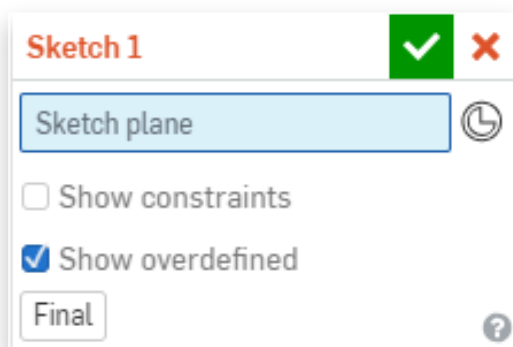 Sketch 1
Sketch plane
Show constraints
Show overdefined
Final
?